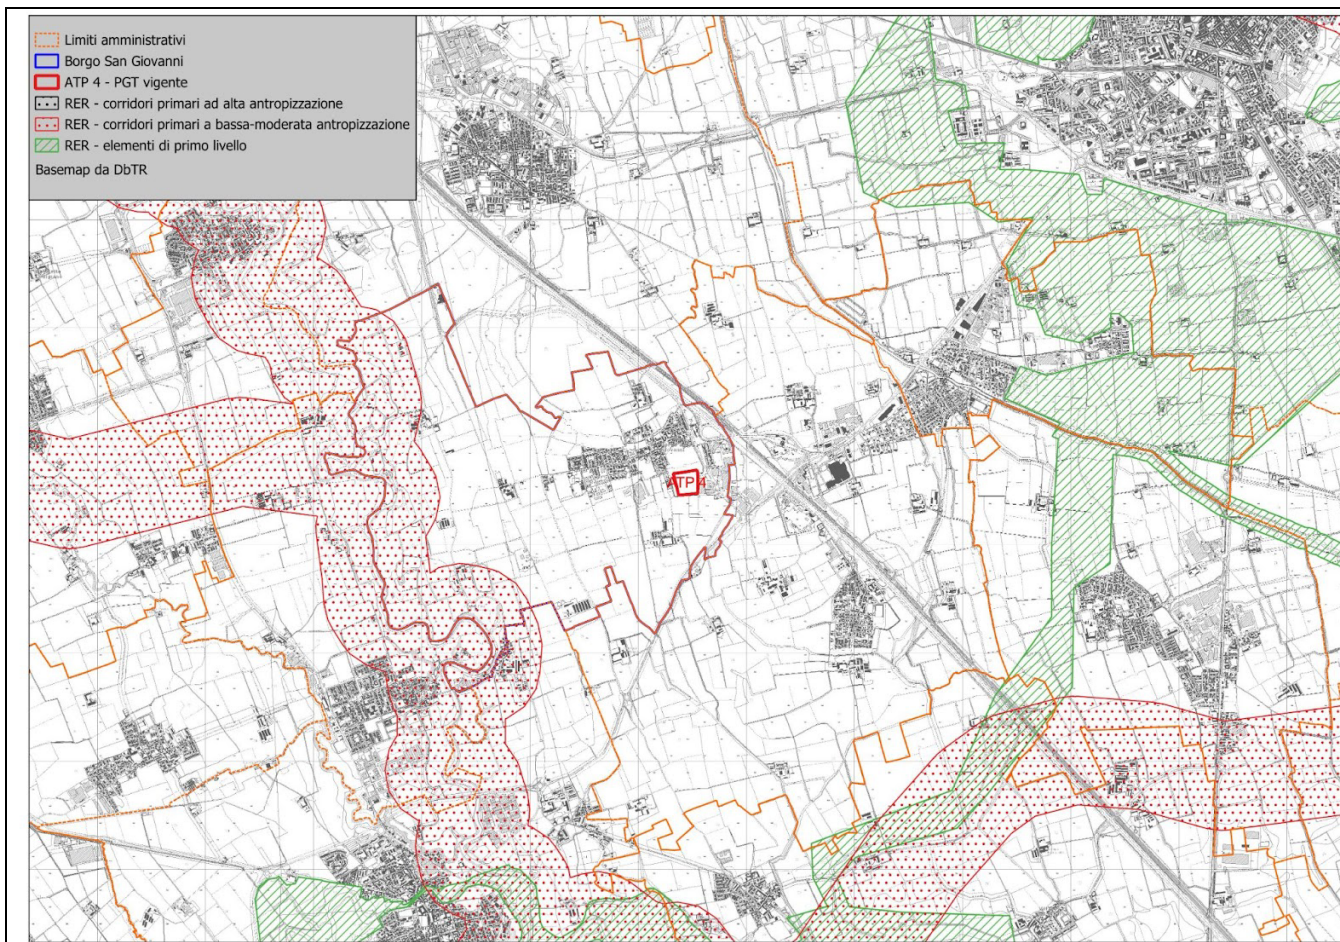 Limiti amministrativi
Borgo San Giovanni
ATP 4 - PGT vigente
RER - corridori primari ad alta antropizzazione
RER - corridori primari a bassa-moderata antropizzazione
RER - elementi di primo livello
Basemap da DbTR
ATP 4